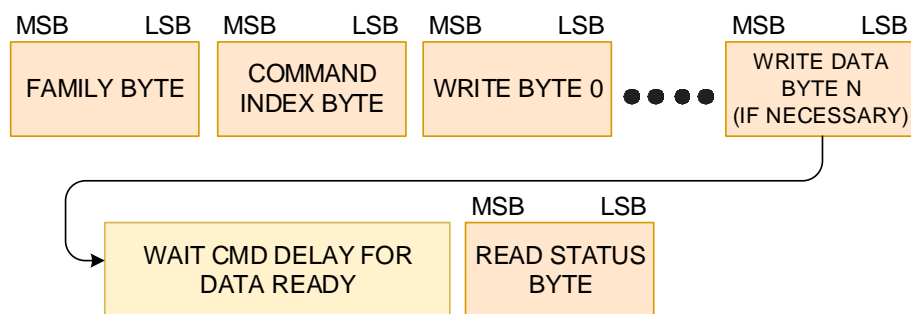 MSB LSB MSB LSB MSB LSB MSB LSB
FAMILY BYTE
COMMAND
INDEX BYTE
WRITE BYTE 0
WRITE DATA
BYTE N
(IF NECESSARY)
MSB LSB
WAIT CMD DELAY FOR
DATA READY
READ STATUS
BYTE